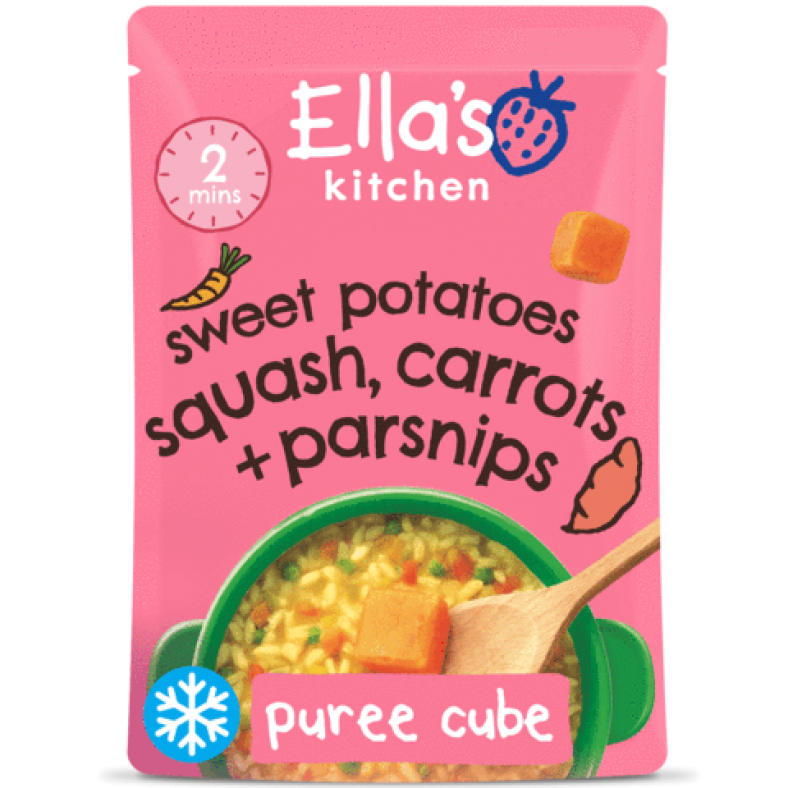 Ella's
kitchen
2
mins
sweet potatoes
squash, carrots
+ parsnips
puree cube